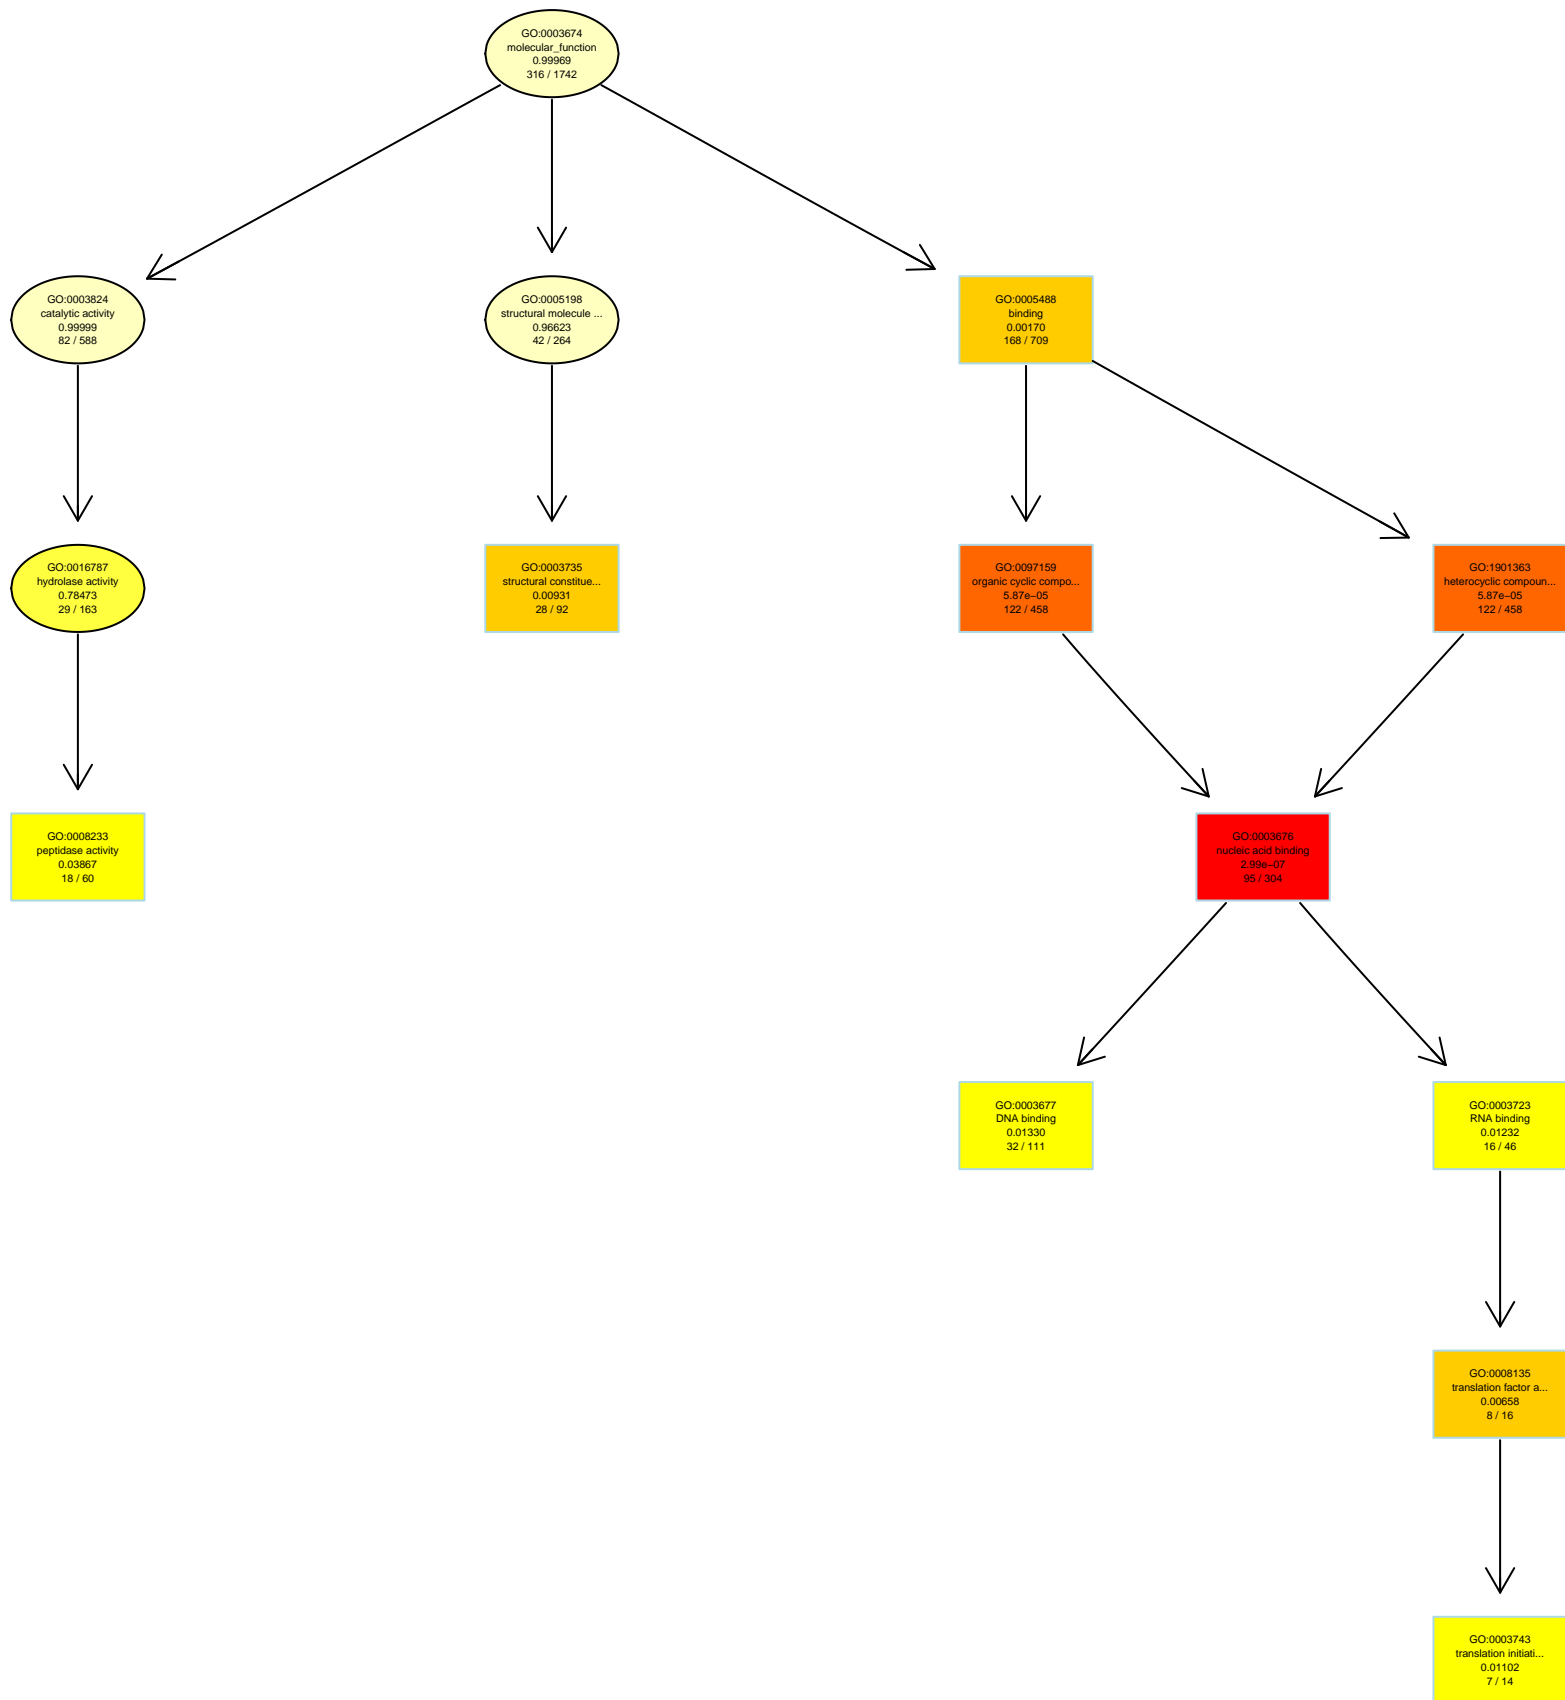 GO:0003674
molecular_function
0.99969
316 / 1742
GO:0003824
catalytic activity
0.99999
82 / 588
GO:0005198
structural molecule ...
0.96623
42 / 264
GO:0005488
binding
0.00170
168 / 709
GO:0016787
hydrolase activity
0.78473
29 / 163
GO:0003735
structural constitue...
0.00931
28 / 92
GO:0097159
organic cyclic compo...
5.87e−05
122 / 458
GO:1901363
heterocyclic compoun...
5.87e−05
122 / 458
GO:0008233
peptidase activity
0.03867
18 / 60
GO:0003676
nucleic acid binding
2.99e−07
95 / 304
GO:0003677
DNA binding
0.01330
32 / 111
GO:0003723
RNA binding
0.01232
16 / 46
GO:0008135
translation factor a...
0.00658
8 / 16
GO:0003743
translation initiati...
0.01102
7 / 14